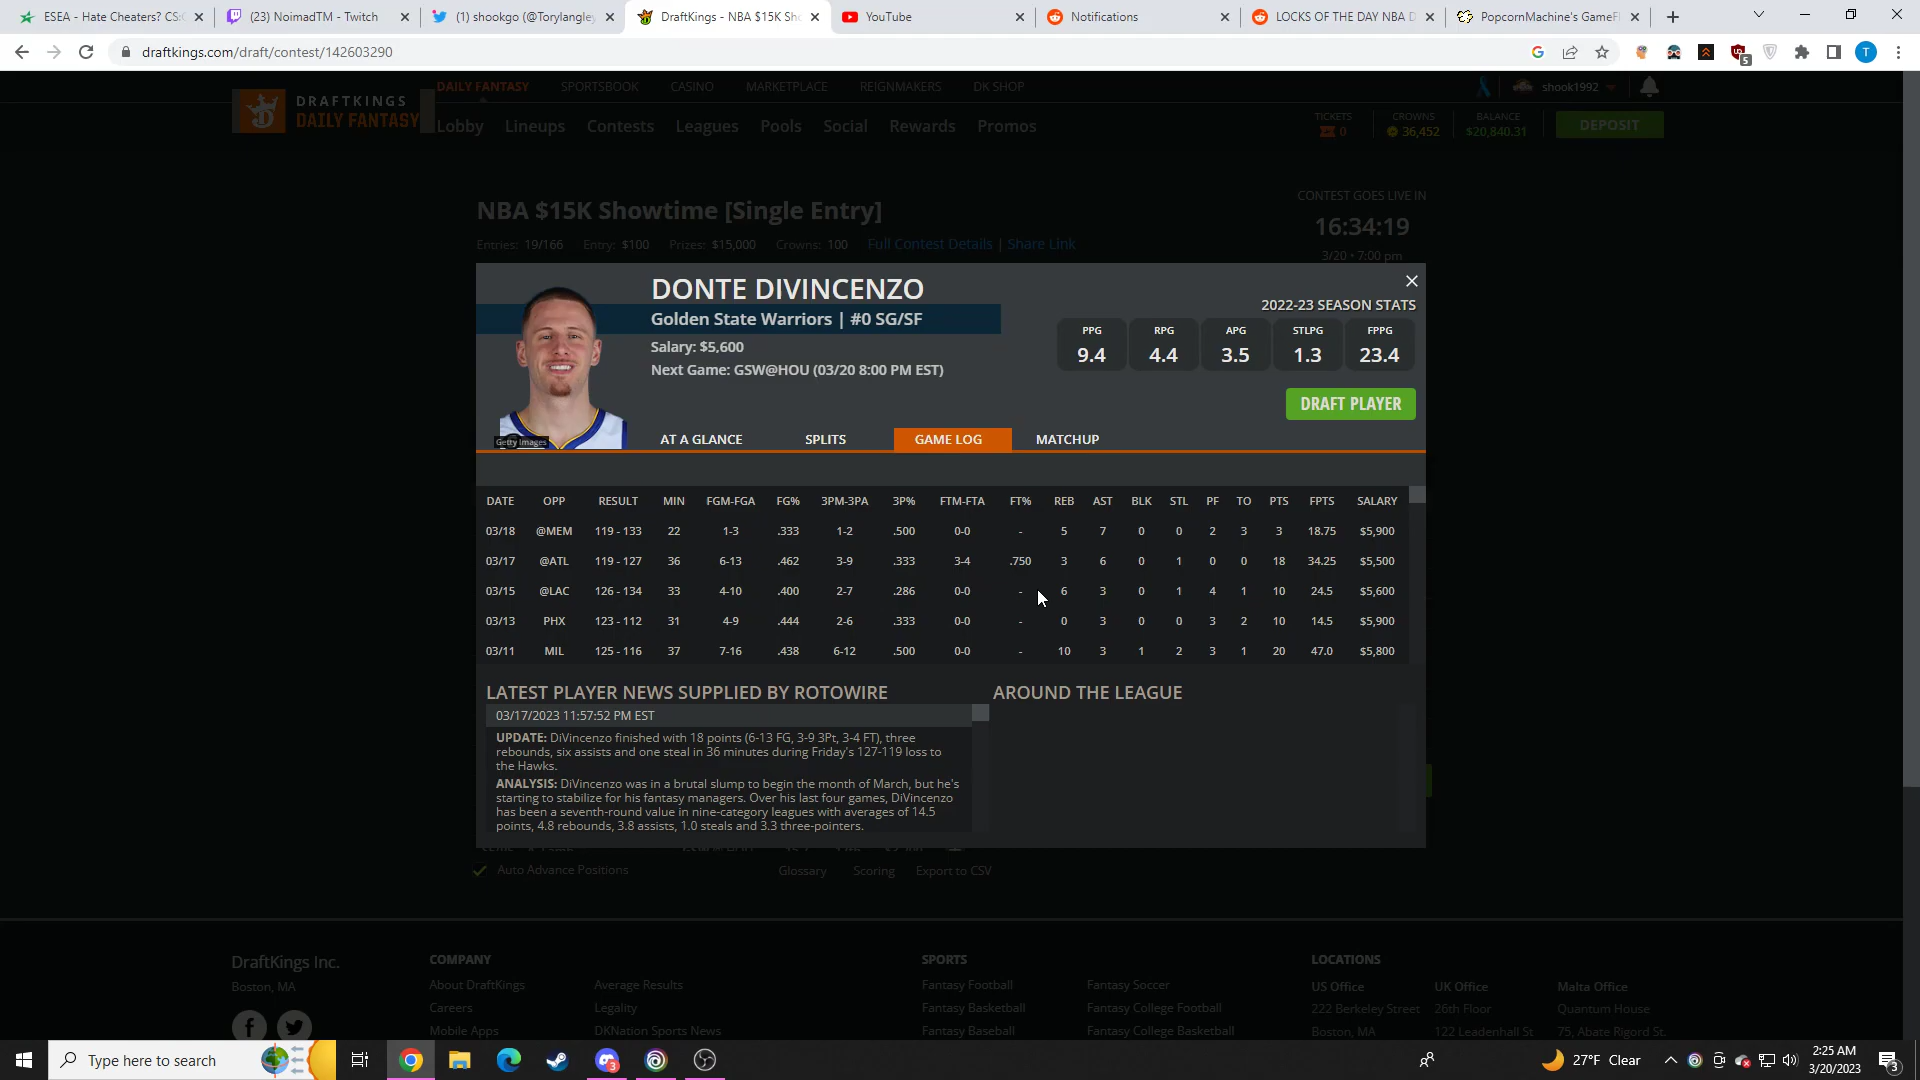 ESEA - Hate Cheaters? CS:G
(23) NoimadTM - Twitch
(1) shookgo (@Torylangley
DraftKings - NBA $15K Sho
YouTube
Notifications
LOCKS OF THE DAY NBA D
PopcornMachine's GameFl
draftkings.com/draft/contest/142603290
DRAFTKINGS
DAILY FANTASY
DAILY FANTASY SPORTSBOOK CASINO MARKETPLACE REIGNMAKERS DK SHOP
shook1992
Lobby Lineups Contests Leagues Pools Social Rewards Promos
TICKETS 0
CROWNS 36,452
BALANCE $20,840.31
DEPOSIT
NBA $15K Showtime [Single Entry]
CONTEST GOES LIVE IN
16:34:19
3/20 • 7:00 pm
Entries: 19/166 Entry: $100 Prizes: $15,000 Crowns: 100 Full Contest Details | Share Link
DONTE DIVINCENZO
Golden State Warriors | #0 SG/SF
Salary: $5,600
Next Game: GSW@HOU (03/20 8:00 PM EST)
Getty Images
2022-23 SEASON STATS
PPG RPG APG STLPG FPPG
9.4 4.4 3.5 1.3 23.4
DRAFT PLAYER
AT A GLANCE SPLITS GAME LOG MATCHUP
DATE OPP RESULT MIN FGM-FGA FG% 3PM-3PA 3P% FTM-FTA FT% REB AST BLK STL PF TO PTS FPTS SALARY
03/18 @MEM 119 - 133 22 1-3 .333 1-2 .500 0-0 - 5 7 0 0 2 3 3 18.75 $5,900
03/17 @ATL 119 - 127 36 6-13 .462 3-9 .333 3-4 .750 3 6 0 1 0 0 18 34.25 $5,500
03/15 @LAC 126 - 134 33 4-10 .400 2-7 .286 0-0 - 6 3 0 1 4 1 10 24.5 $5,600
03/13 PHX 123 - 112 31 4-9 .444 2-6 .333 0-0 - 0 3 0 0 3 2 10 14.5 $5,900
03/11 MIL 125 - 116 37 7-16 .438 6-12 .500 0-0 - 10 3 1 2 3 1 20 47.0 $5,800
LATEST PLAYER NEWS SUPPLIED BY ROTOWIRE
AROUND THE LEAGUE
03/17/2023 11:57:52 PM EST
UPDATE: DiVincenzo finished with 18 points (6-13 FG, 3-9 3Pt, 3-4 FT), three
rebounds, six assists and one steal in 36 minutes during Friday's 127-119 loss to
the Hawks.
ANALYSIS: DiVincenzo was in a brutal slump to begin the month of March, but he's
starting to stabilize for his fantasy managers. Over his last four games, DiVincenzo
has been a seventh-round value in nine-category leagues with averages of 14.5
points, 4.8 rebounds, 3.8 assists, 1.0 steals and 3.3 three-pointers.
Auto Advance Positions
Glossary Scoring Export to CSV
DraftKings Inc.
Boston, MA
COMPANY
About DraftKings Average Results
Careers Legality
Mobile Apps DKNation Sports News
SPORTS
Fantasy Football Fantasy Soccer
Fantasy Basketball Fantasy College Football
Fantasy Baseball Fantasy College Basketball
LOCATIONS
US Office UK Office Malta Office
222 Berkeley Street 26th Floor Quantum House
Boston, MA 122 Leadenhall St 75, Abate Rigord St.
Type here to search
27°F Clear
2:25 AM
3/20/2023